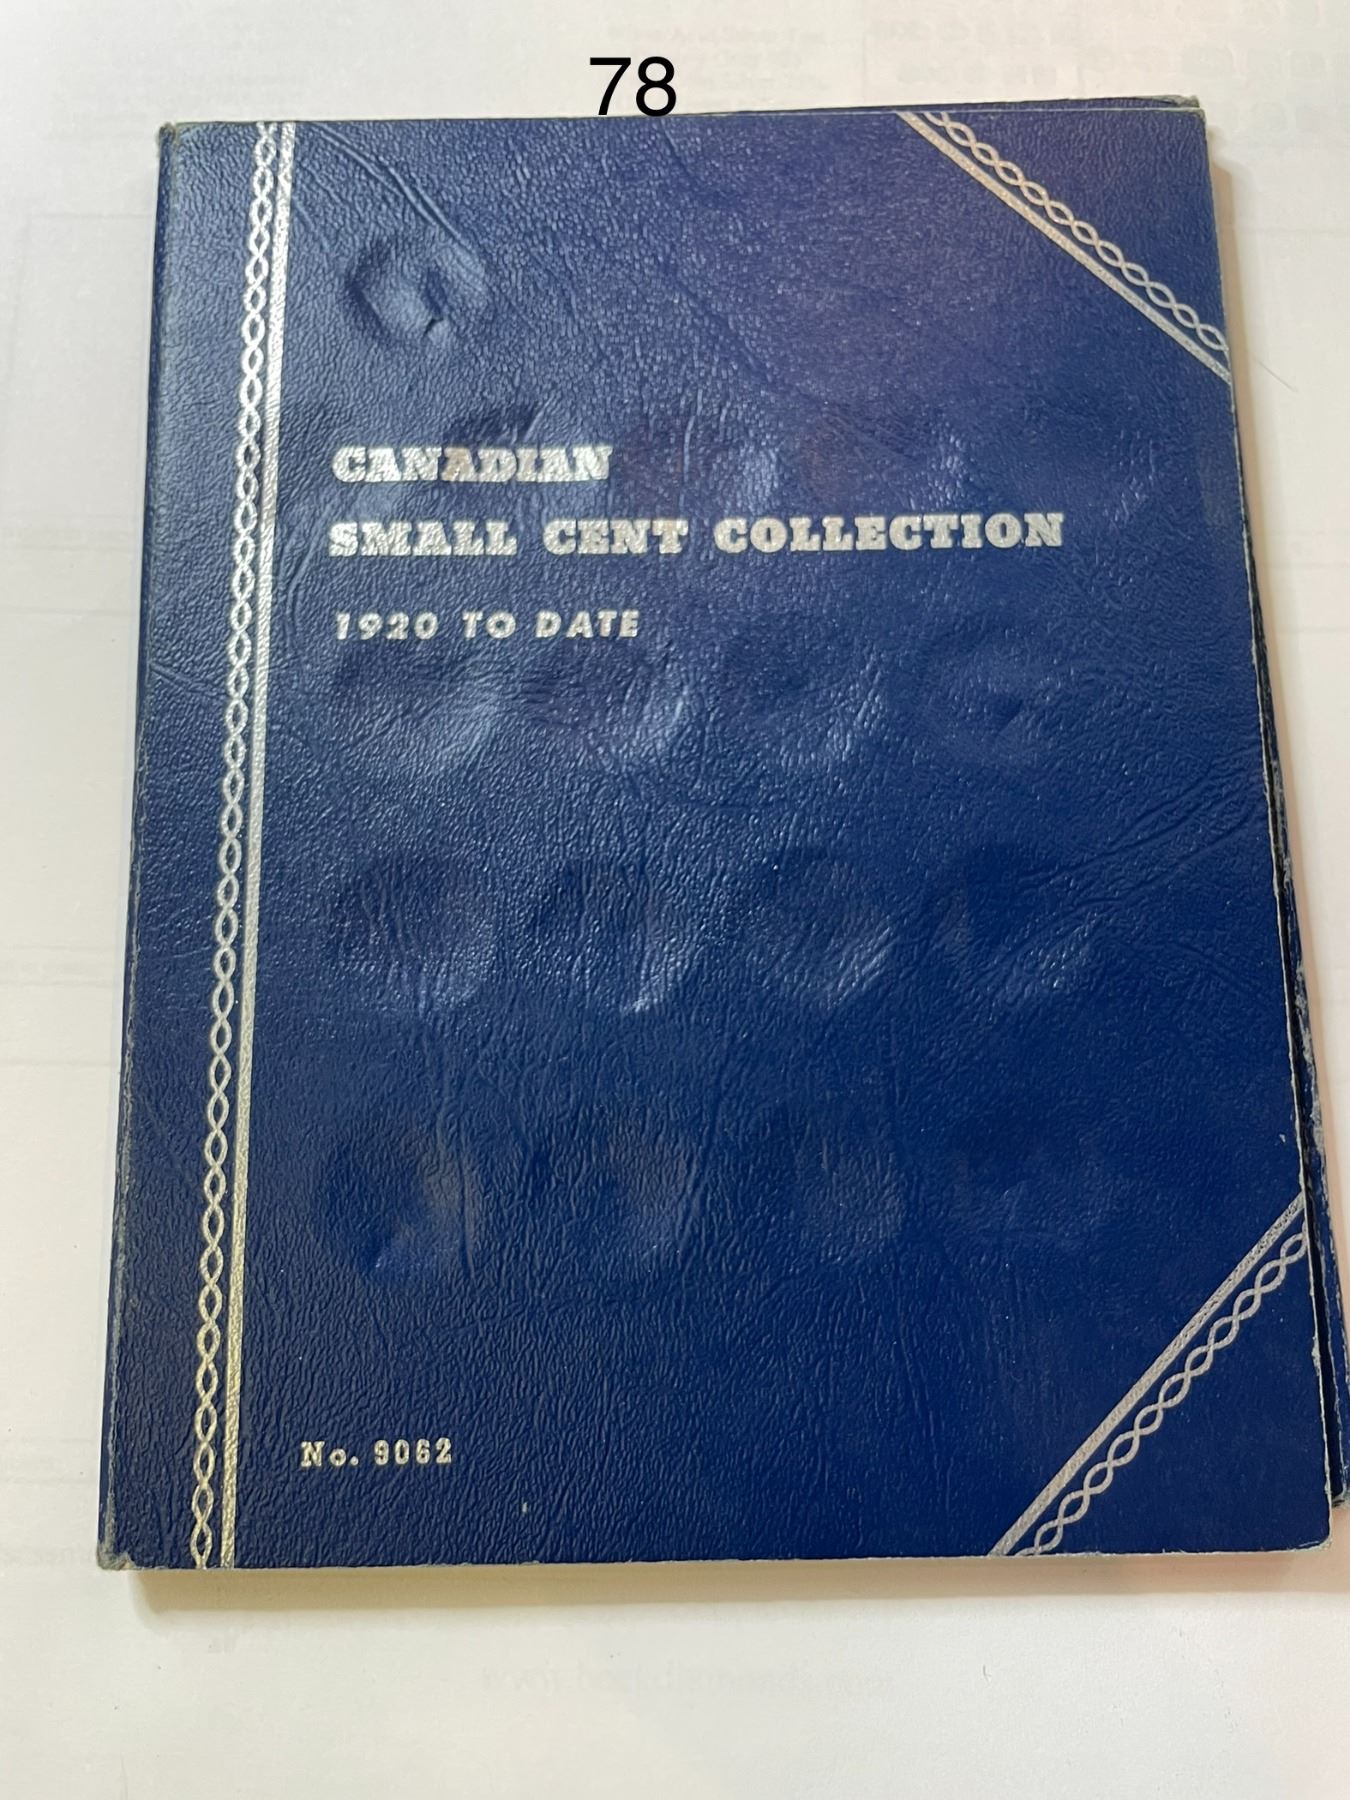 78
CANADIAN
SMALL CENT COLLECTION
1920 TO DATE
No. 9062